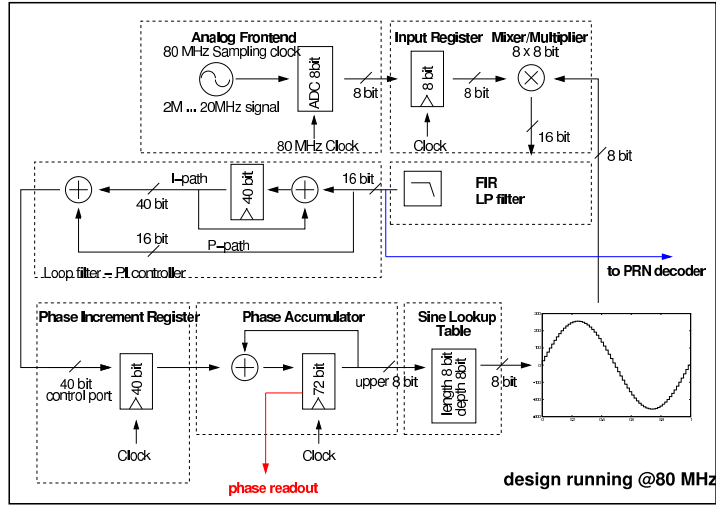 Analog Frontend
80 MHz Sampling clock
ADC 8bit
8 bit
2M ... 20MHz signal
80 MHz Clock
Input Register
8 bit
8 bit
Clock
Mixer/Multiplier
8 x 8 bit
16 bit
8 bit
FIR
LP filter
I-path
40 bit
40 bit
16 bit
16 bit
P-path
Loop filter – PI controller
to PRN decoder
Phase Increment Register
40 bit
control port
40 bit
Clock
Phase Accumulator
72 bit
upper 8 bit
Clock
phase readout
Sine Lookup
Table
length 8 bit
depth 8bit
8 bit
design running @80 MHz